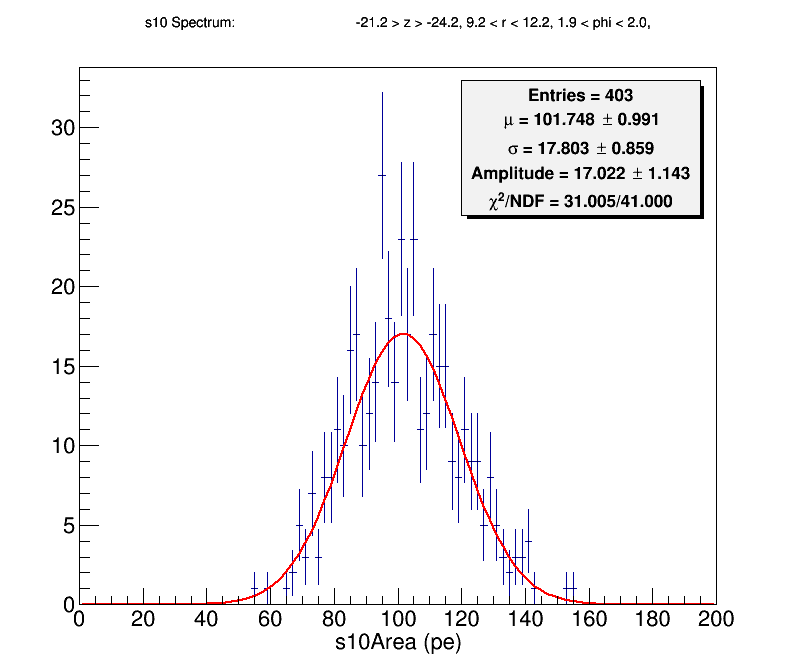 s10 Spectrum: -21.2 > z > -24.2, 9.2 < r < 12.2, 1.9 < phi < 2.0,
Entries = 403
μ = 101.748 ± 0.991
σ = 17.803 ± 0.859
Amplitude = 17.022 ± 1.143
χ²/NDF = 31.005/41.000
30
25
20
15
10
5
0
0 20 40 60 80 100 120 140 160 180 200
s10Area (pe)